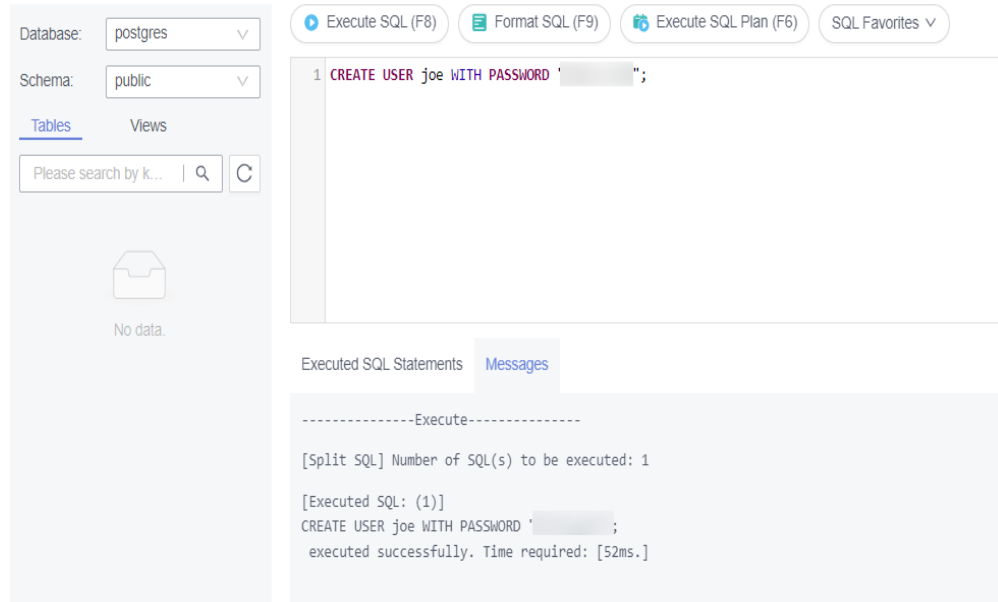 Database:
postgres
Schema:
public
Tables
Views
Please search by k...
No data.
Execute SQL (F8)
Format SQL (F9)
Execute SQL Plan (F6)
SQL Favorites
1 CREATE USER joe WITH PASSWORD '";
Executed SQL Statements
Messages
---------------Execute---------------
[Split SQL] Number of SQL(s) to be executed: 1
[Executed SQL: (1)]
CREATE USER joe WITH PASSWORD ' ;
executed successfully. Time required: [52ms.]